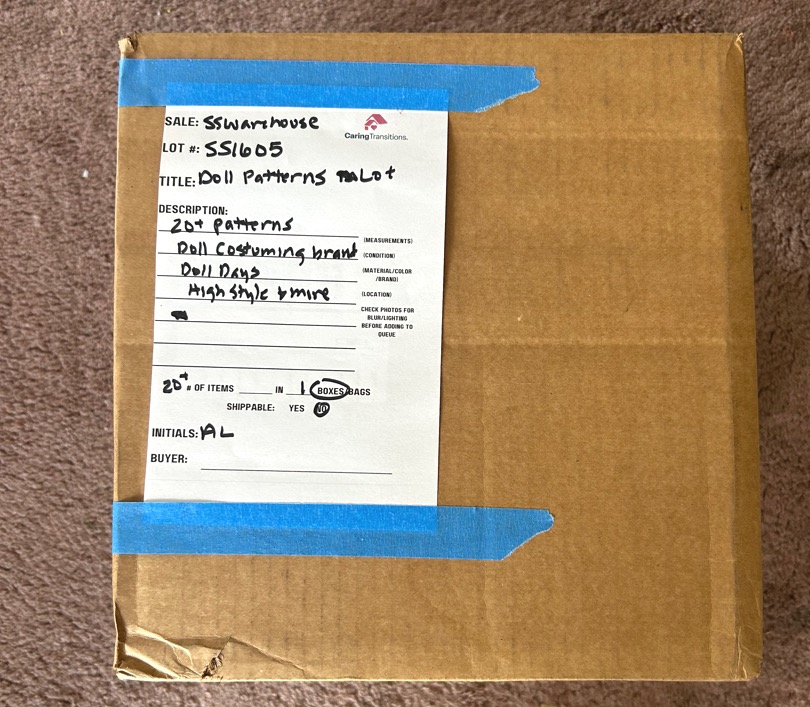 SALE: SSWarehouse
CaringTransitions.
LOT #: SS1605
TITLE: Doll Patterns Lot
DESCRIPTION:
20+ patterns
(MEASUREMENTS)
Doll Costuming brand
(CONDITION)
Doll Days
(MATERIAL/COLOR
/BRAND)
High Style & more
(LOCATION)
CHECK PHOTOS FOR
BLUR/LIGHTING
BEFORE ADDING TO
QUEUE
20+ # OF ITEMS IN 1 BOXES/BAGS
SHIPPABLE: YES NO
INITIALS: AL
BUYER: